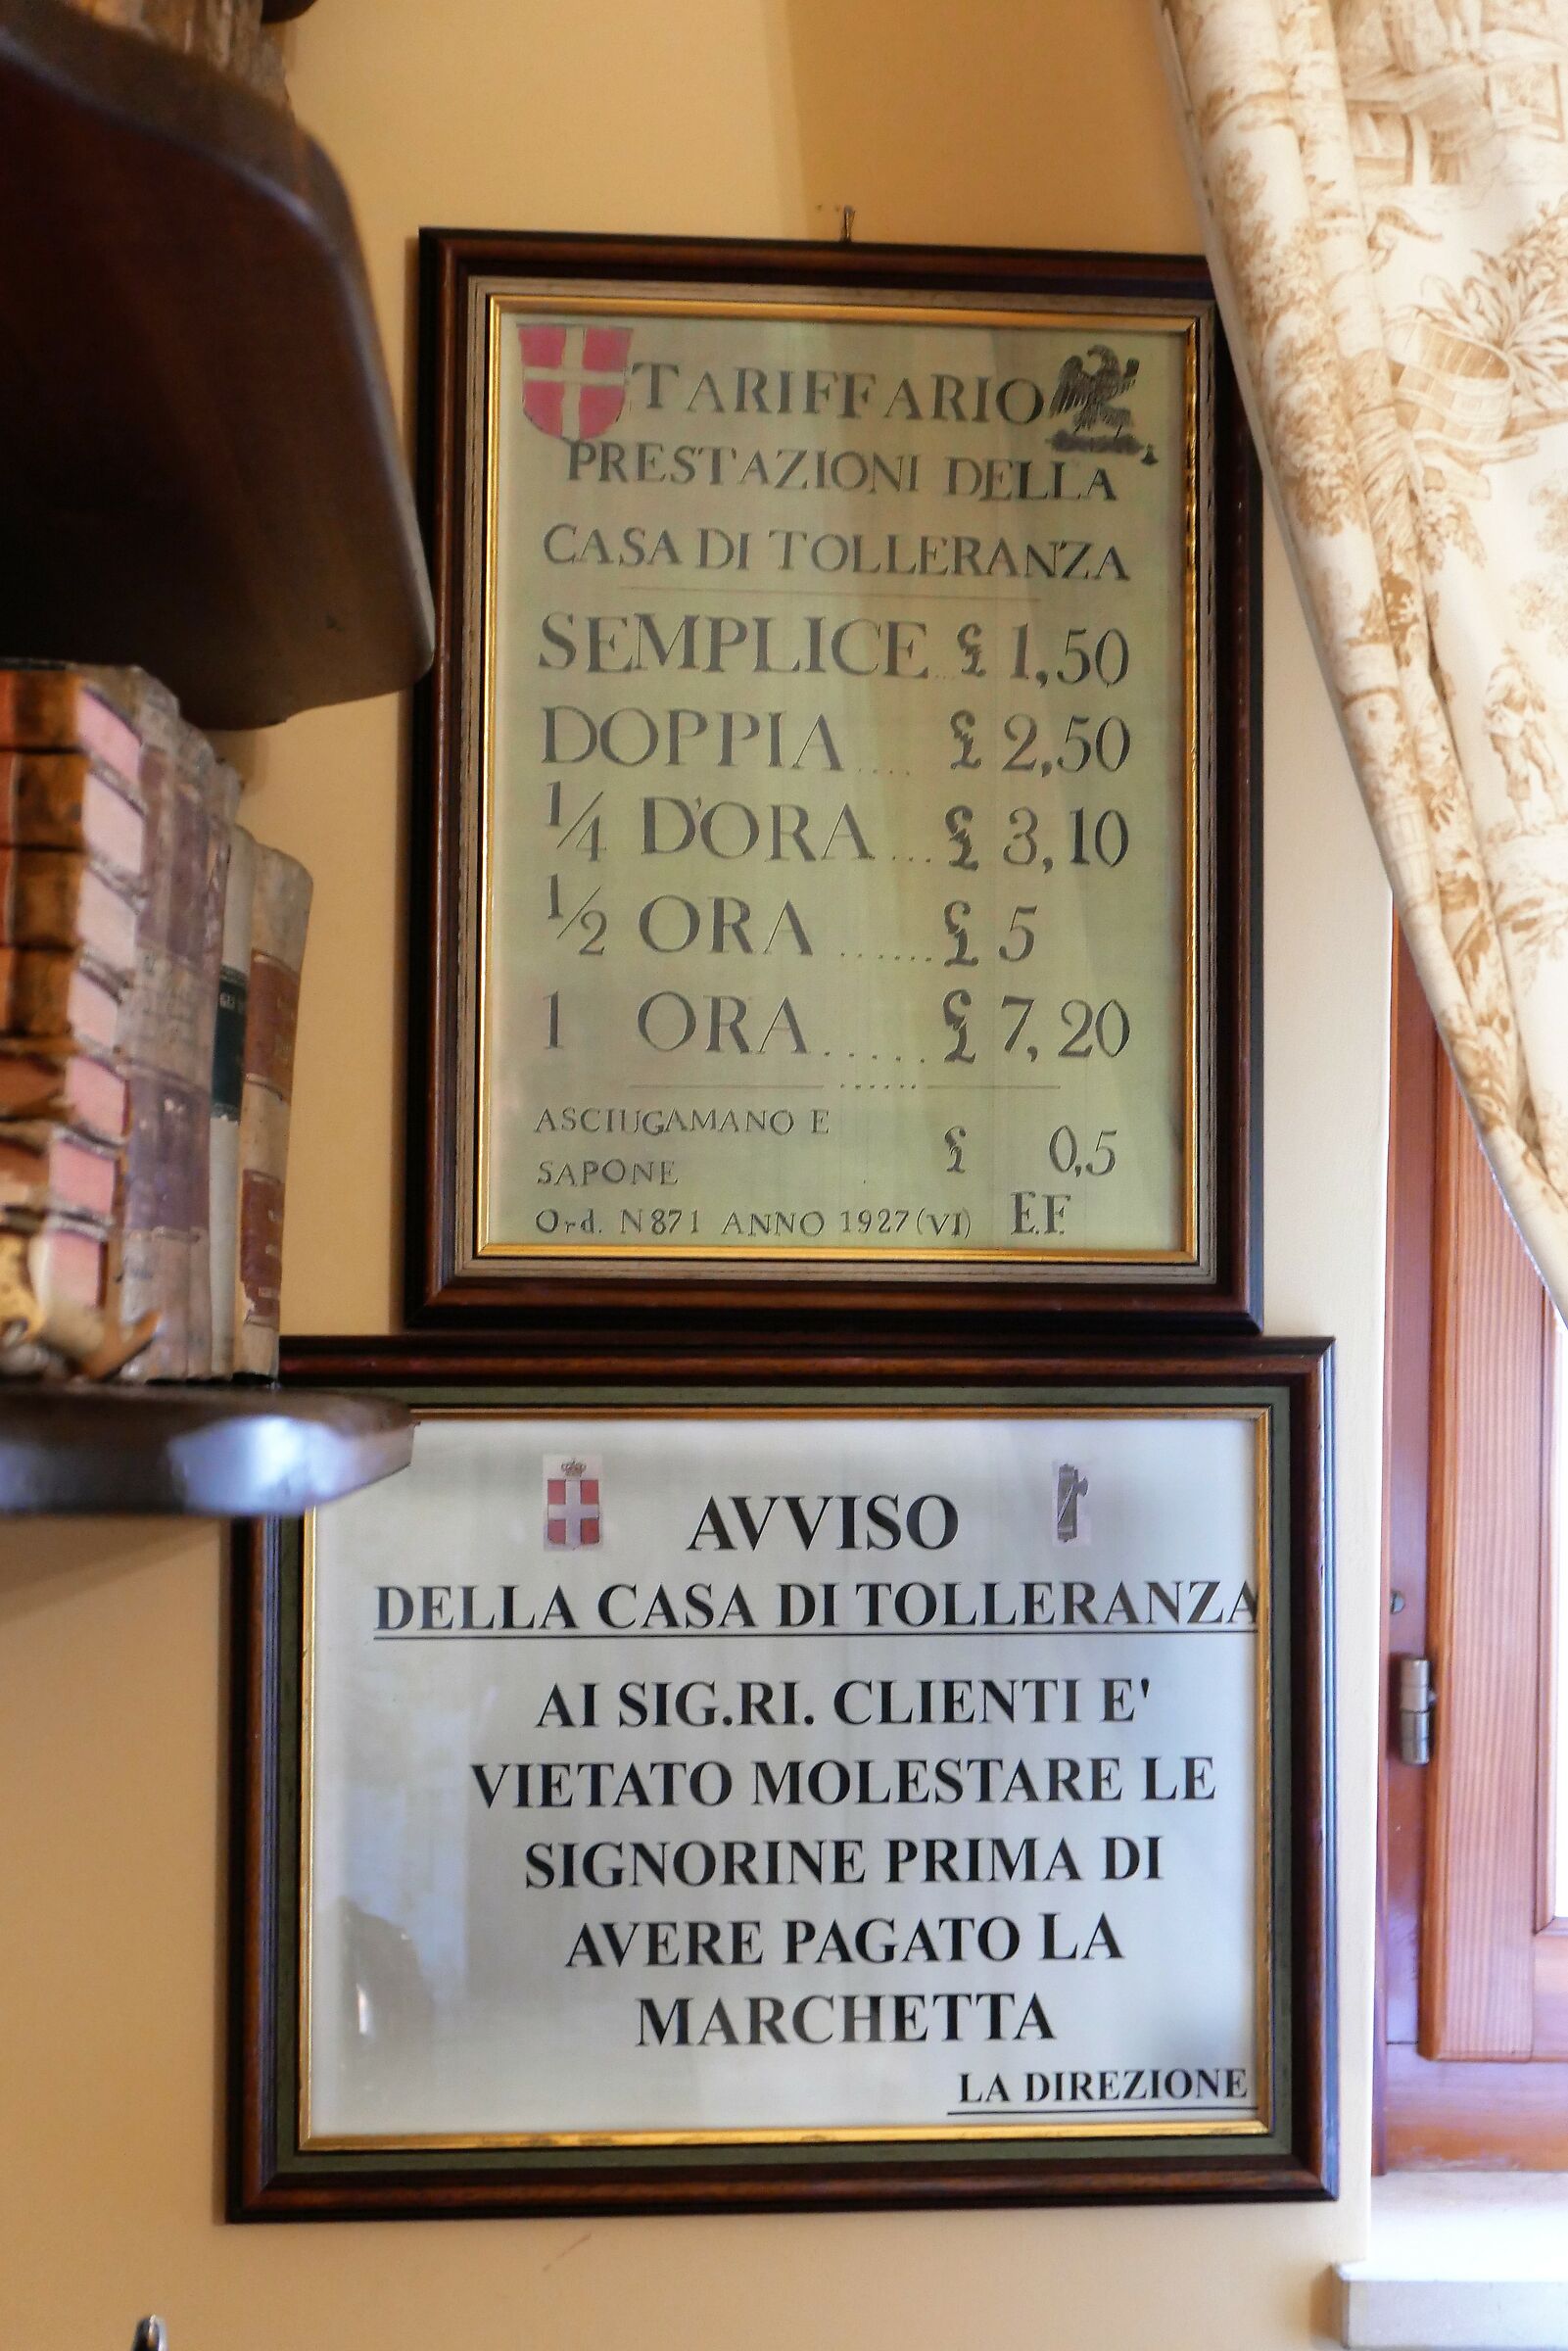 TARIFFARIO
PRESTAZIONI DELLA
CASA DI TOLLERANZA
SEMPLICE.. £ 1,50
DOPPIA .... £ 2,50
1/4 D'ORA ... £ 3,10
1/2 ORA ...... £ 5
1 ORA ...... £ 7,20
ASCIUGAMANO E
SAPONE £ 0,5
Ord. N 871 ANNO 1927 (VI) E.F.
AVVISO
DELLA CASA DI TOLLERANZA
AI SIG.RI. CLIENTI E'
VIETATO MOLESTARE LE
SIGNORINE PRIMA DI
AVERE PAGATO LA
MARCHETTA
LA DIREZIONE